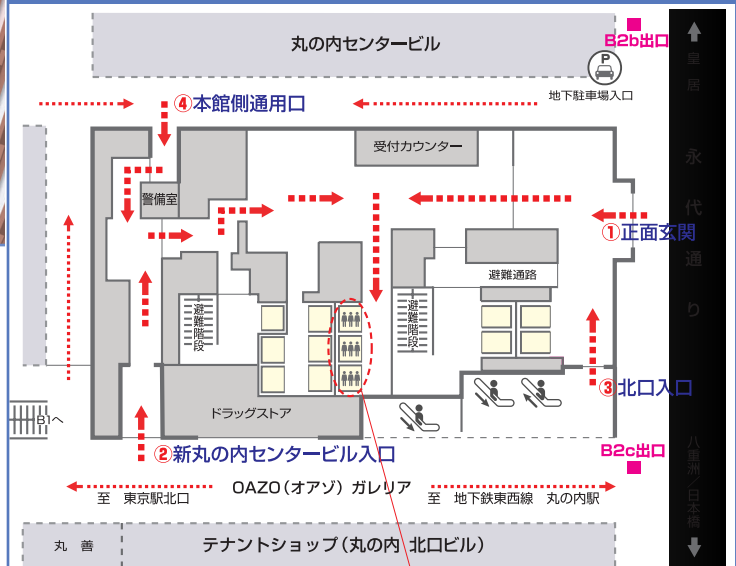 丸の内センタービル
B2b出口
P
地下駐車場入口
皇居
④本館側通用口
受付カウンター
永代通り
警備室
①正面玄関
避難通路
避難階段
避難階段
③北口入口
ドラッグストア
B1へ
②新丸の内センタービル入口
B2c出口
八重洲/日本橋
OAZO(オアゾ) ガレリア
至 東京駅北口
至 地下鉄東西線 丸の内駅
丸善
テナントショップ(丸の内 北口ビル)